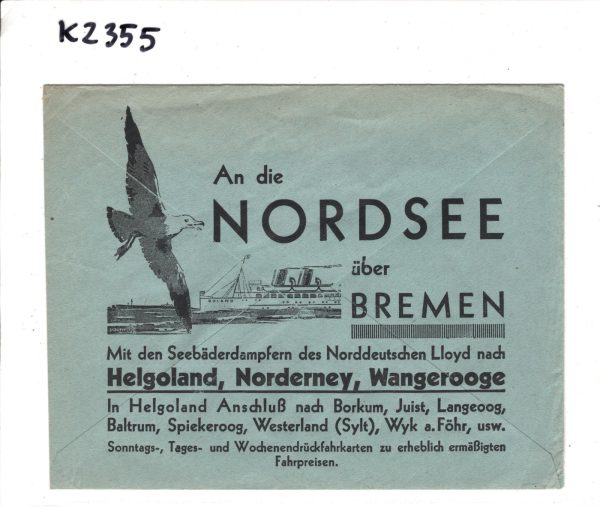 K2355
An die
NORDSEE
über
BREMEN
Mit den Seebäderdampfern des Norddeutschen Lloyd nach
Helgoland, Norderney, Wangerooge
In Helgoland Anschluß nach Borkum, Juist, Langeoog,
Baltrum, Spiekeroog, Westerland (Sylt), Wyk a. Föhr, usw.
Sonntags-, Tages- und Wochenendrückfahrkarten zu erheblich ermäßigten
Fahrpreisen.